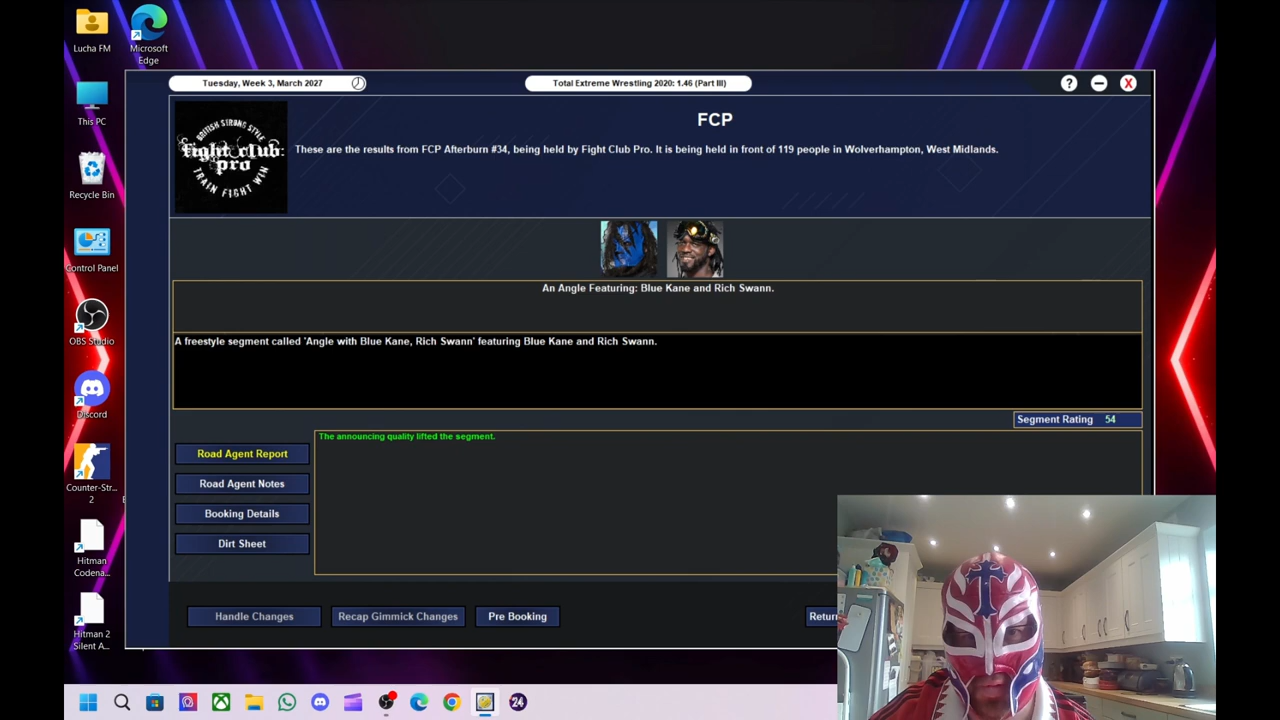 Lucha FM
Microsoft
Edge
This PC
Recycle Bin
Control Panel
OBS Studio
Discord
Counter-Str...
2
Hitman
Codena...
Hitman 2
Silent A...
Tuesday, Week 3, March 2027
Total Extreme Wrestling 2020: 1.46 (Part III)
?
X
BRITISH STRONG STYLE
fight club:
pro
TRAIN FIGHT WIN
FCP
These are the results from FCP Afterburn #34, being held by Fight Club Pro. It is being held in front of 119 people in Wolverhampton, West Midlands.
An Angle Featuring: Blue Kane and Rich Swann.
A freestyle segment called 'Angle with Blue Kane, Rich Swann' featuring Blue Kane and Rich Swann.
Segment Rating 54
The announcing quality lifted the segment.
Road Agent Report
Road Agent Notes
Booking Details
Dirt Sheet
Handle Changes
Recap Gimmick Changes
Pre Booking
Return
24